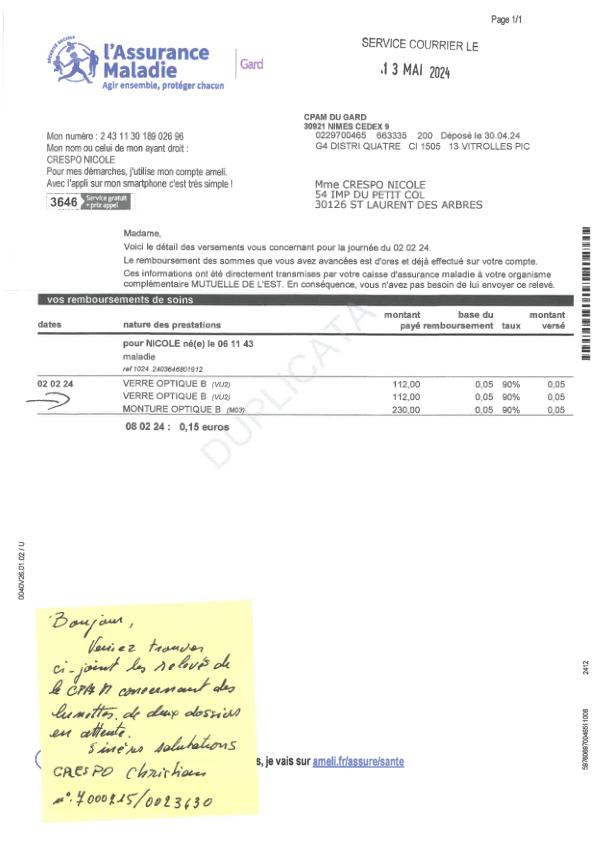 Page 1/1
SÉCURITÉ SOCIALE
l'Assurance
Maladie
Agir ensemble, protéger chacun
Gard
SERVICE COURRIER LE
13 MAI 2024
CPAM DU GARD
30921 NIMES CEDEX 9
0229700465 663335 200 Déposé le 30.04.24
G4 DISTRI QUATRE CI 1505 13 VITROLLES PIC
Mon numéro : 2 43 11 30 189 026 96
Mon nom ou celui de mon ayant droit :
CRESPO NICOLE
Pour mes démarches, j'utilise mon compte ameli.
Avec l'appli sur mon smartphone c'est très simple !
3646 Service gratuit
+ prix appel
Mme CRESPO NICOLE
54 IMP DU PETIT COL
30126 ST LAURENT DES ARBRES
Madame,
Voici le détail des versements vous concernant pour la journée du 02 02 24.
Le remboursement des sommes que vous avez avancées est d'ores et déjà effectué sur votre compte.
Ces informations ont été directement transmises par votre caisse d'assurance maladie à votre organisme
complémentaire MUTUELLE DE L'EST. En conséquence, vous n'avez pas besoin de lui envoyer ce relevé.
vos remboursements de soins
dates nature des prestations montant payé base du remboursement taux montant versé
pour NICOLE né(e) le 06 11 43
maladie
ref 1024 2403646801912
02 02 24 VERRE OPTIQUE B (VU2) 112,00 0,05 90% 0,05
VERRE OPTIQUE B (VU2) 112,00 0,05 90% 0,05
MONTURE OPTIQUE B (M03) 230,00 0,05 90% 0,05
08 02 24 : 0,15 euros
DUPLICATA
0040V26.01.02 / U
2412
Bonjour,
Veuillez trouver
ci-joint les relevés de
la CPAM concernant des
lunettes de deux dossiers
en attente.
Sinères salutations
CRESPO Christian
n° 7000215/0023630
s, je vais sur ameli.fr/assure/sante